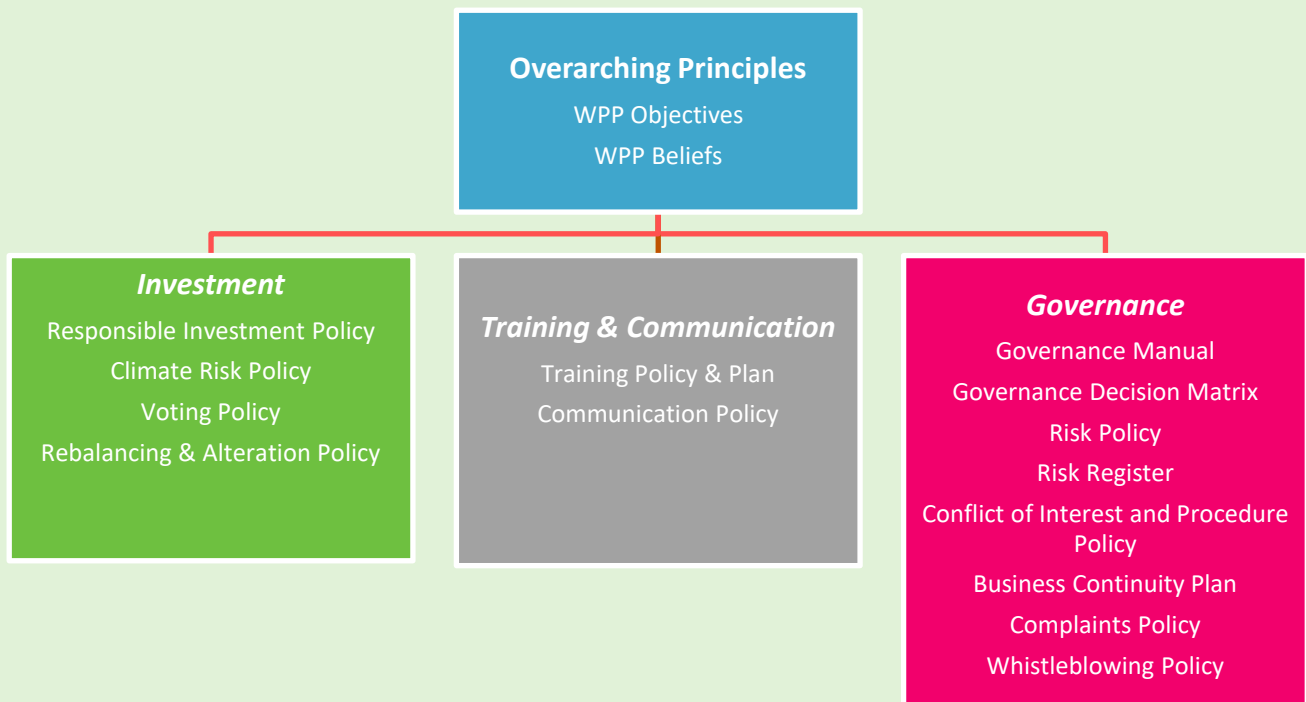 Overarching Principles
WPP Objectives
WPP Beliefs
Investment
Responsible Investment Policy
Climate Risk Policy
Voting Policy
Rebalancing & Alteration Policy
Training & Communication
Training Policy & Plan
Communication Policy
Governance
Governance Manual
Governance Decision Matrix
Risk Policy
Risk Register
Conflict of Interest and Procedure
Policy
Business Continuity Plan
Complaints Policy
Whistleblowing Policy